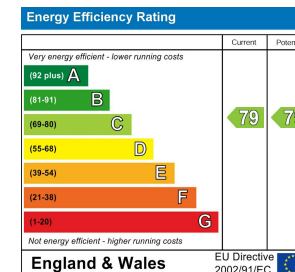 Energy Efficiency Rating
Current
Very energy efficient - lower running costs
(92 plus) A
(81-91) B
(69-80) C
79
(55-68) D
(39-54) E
(21-38) F
(1-20) G
Not energy efficient - higher running costs
England & Wales
EU Directive
2002/91/EC